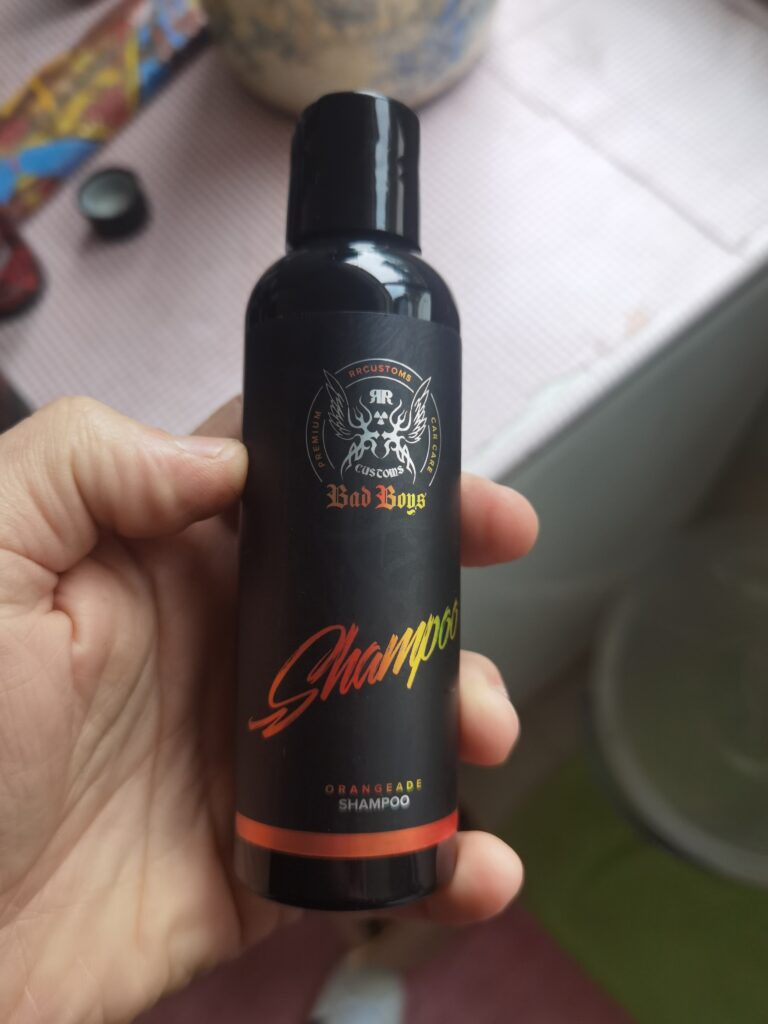 RRCUSTOMS
PREMIUM
CAR CARE
RR
CUSTOMS
Bad Boys
Shampoo
ORANGEADE
SHAMPOO